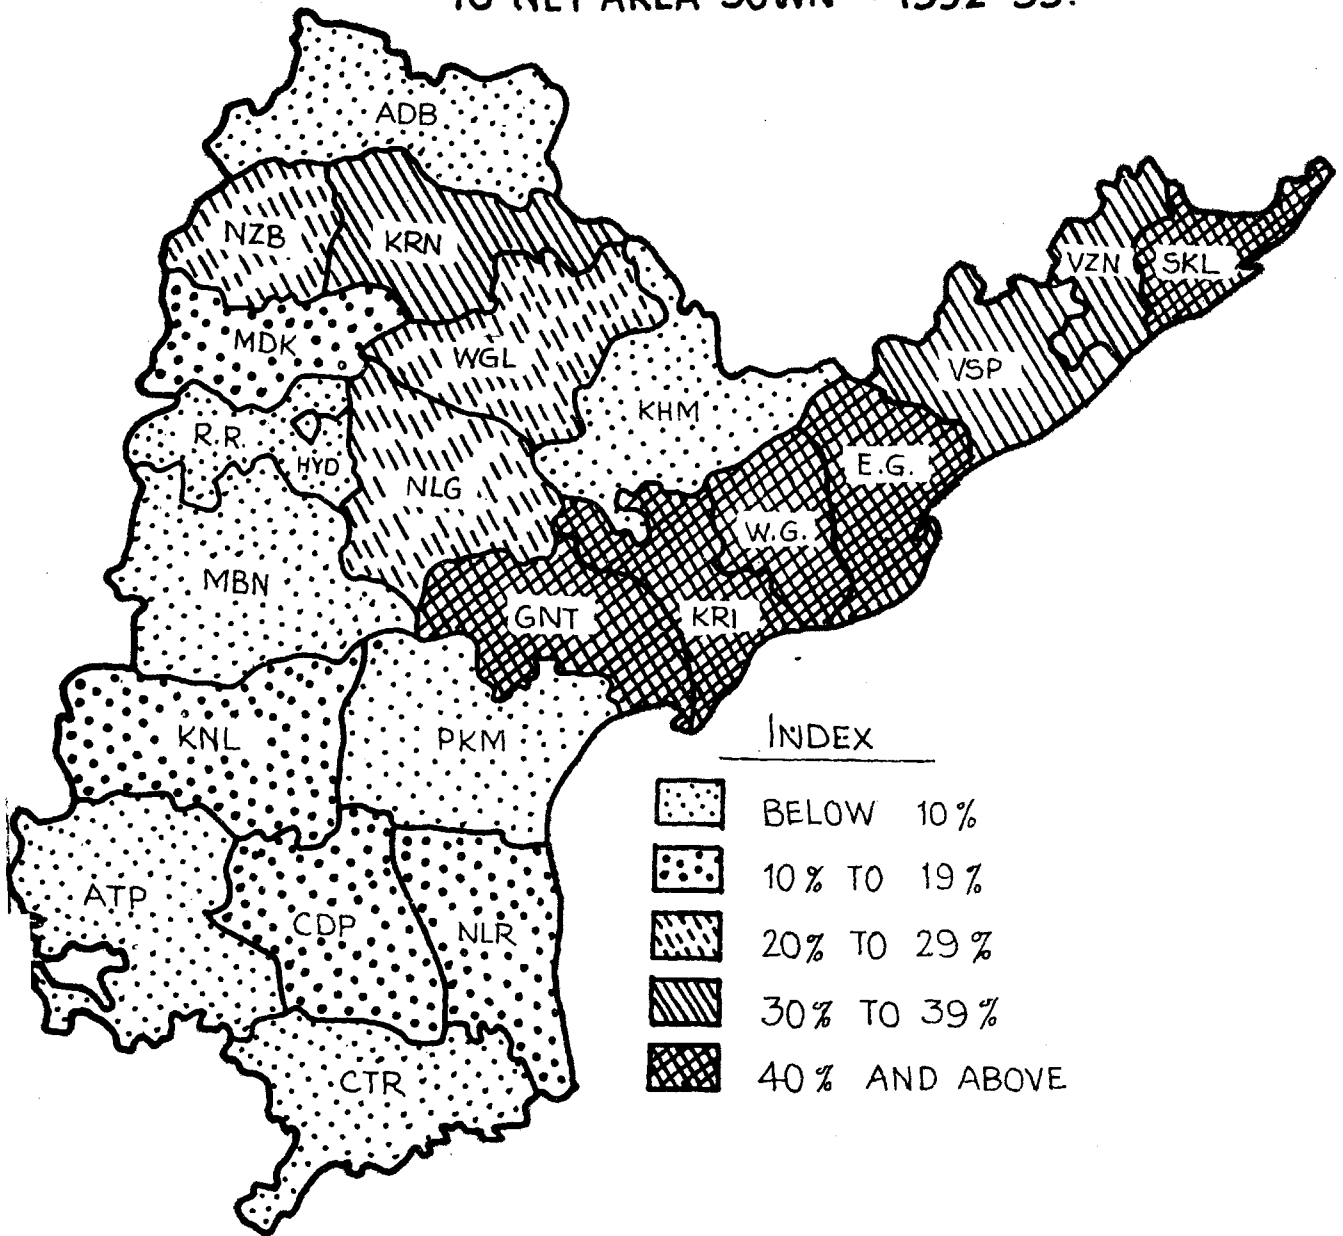 TO NET AREA SOWN - 1992-93.
ADB
NZB
KRN
VZN
SKL
MDK
WGL
VSP
KHM
R.R.
HYD
E.G.
NLG
W.G.
MBN
GNT
KRI
KNL
PKM
INDEX
BELOW 10%
10% TO 19%
ATP
CDP
NLR
20% TO 29%
30% TO 39%
CTR
40% AND ABOVE